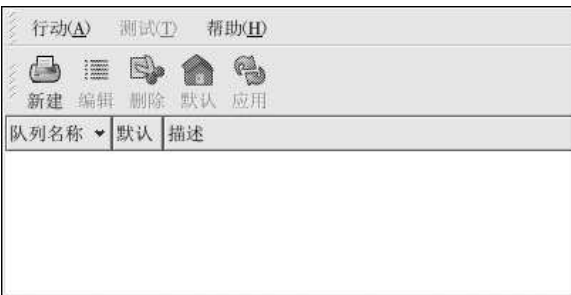 行动(A) 测试(T) 帮助(H)
新建 编辑 删除 默认 应用
队列名称 默认 描述